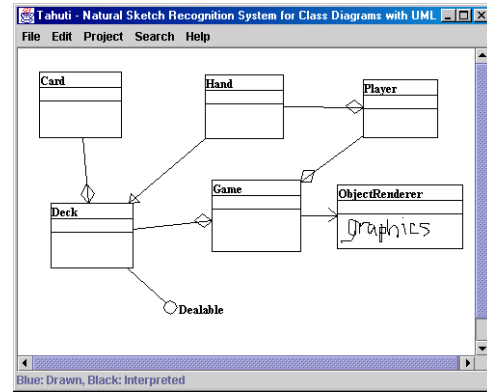 Tahuti - Natural Sketch Recognition System for Class Diagrams with UML
File Edit Project Search Help
Card
Hand
Player
Deck
Game
ObjectRenderer
graphics
Dealable
Blue: Drawn, Black: Interpreted